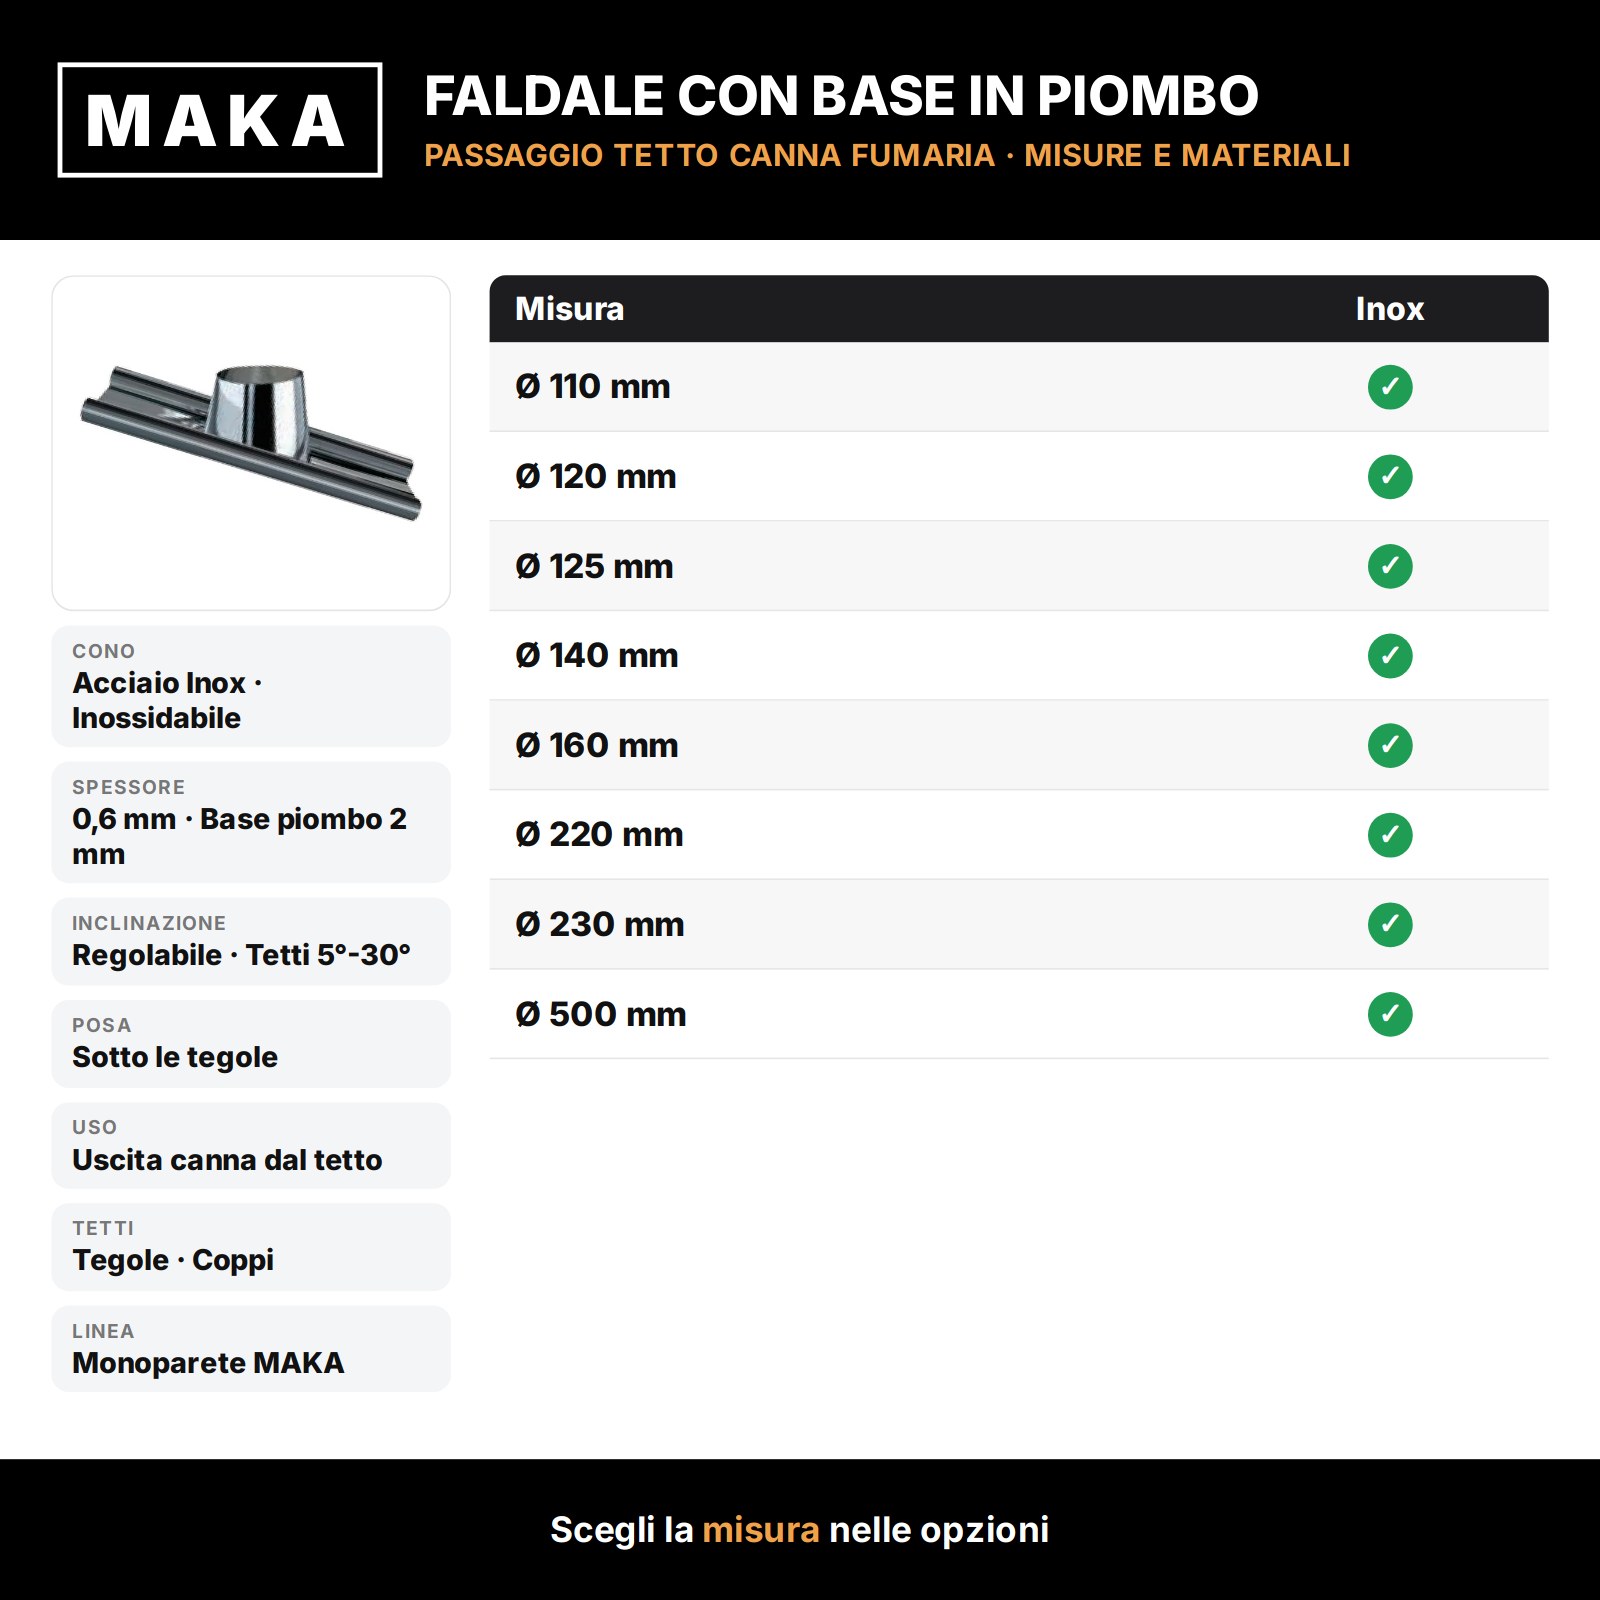 MAKA
FALDALE CON BASE IN PIOMBO
PASSAGGIO TETTO CANNA FUMARIA · MISURE E MATERIALI
CONO
Acciaio Inox ·
Inossidabile
SPESSORE
0,6 mm · Base piombo 2
mm
INCLINAZIONE
Regolabile · Tetti 5°-30°
POSA
Sotto le tegole
USO
Uscita canna dal tetto
TETTI
Tegole · Coppi
LINEA
Monoparete MAKA
Misura Inox
Ø 110 mm ✓
Ø 120 mm ✓
Ø 125 mm ✓
Ø 140 mm ✓
Ø 160 mm ✓
Ø 220 mm ✓
Ø 230 mm ✓
Ø 500 mm ✓
Scegli la misura nelle opzioni